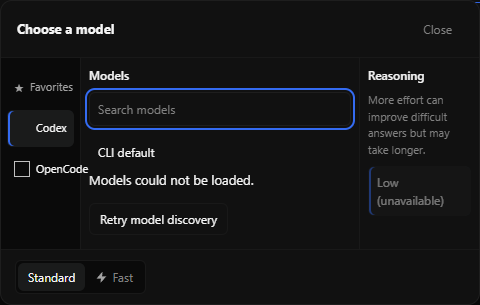 Choose a model
Close
Favorites
Codex
OpenCode
Models
Search models
CLI default
Models could not be loaded.
Retry model discovery
Reasoning
More effort can
improve difficult
answers but may
take longer.
Low
(unavailable)
Standard
Fast